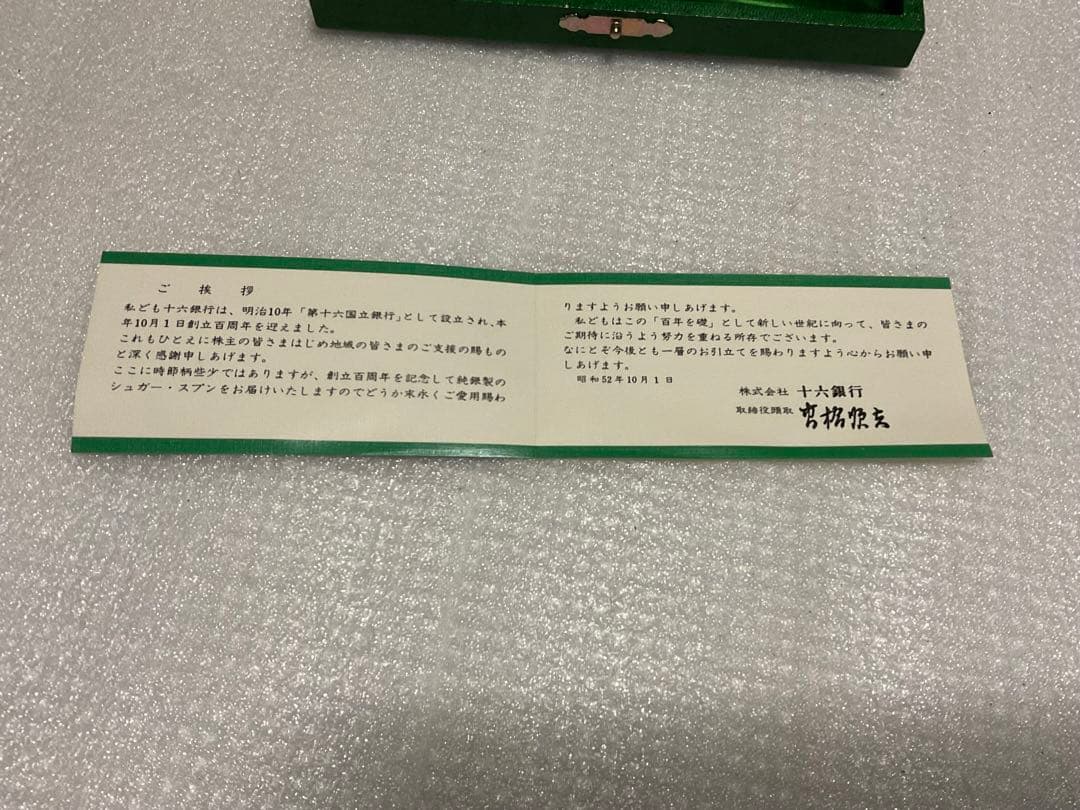 ご挨拶
私ども十六銀行は、明治10年「第十六国立銀行」として設立され、本
年10月1日創立百周年を迎えました。
これもひとえに株主の皆さまはじめ地域の皆さまのご支援の賜もの
と深く感謝申しあげます。
ここに時節柄些少ではありますが、創立百周年を記念して純銀製の
シュガー・スプンをお届けいたしますのでどうか末永くご愛用賜わ
りますようお願い申しあげます。
私どもはこの「百年を礎」として新しい世紀に向って、皆さまの
ご期待に沿うよう努力を重ねる所存でございます。
なにとぞ今後とも一層のお引立てを賜わりますよう心からお願い申
しあげます。
昭和52年10月1日
株式会社 十六銀行
取締役頭取